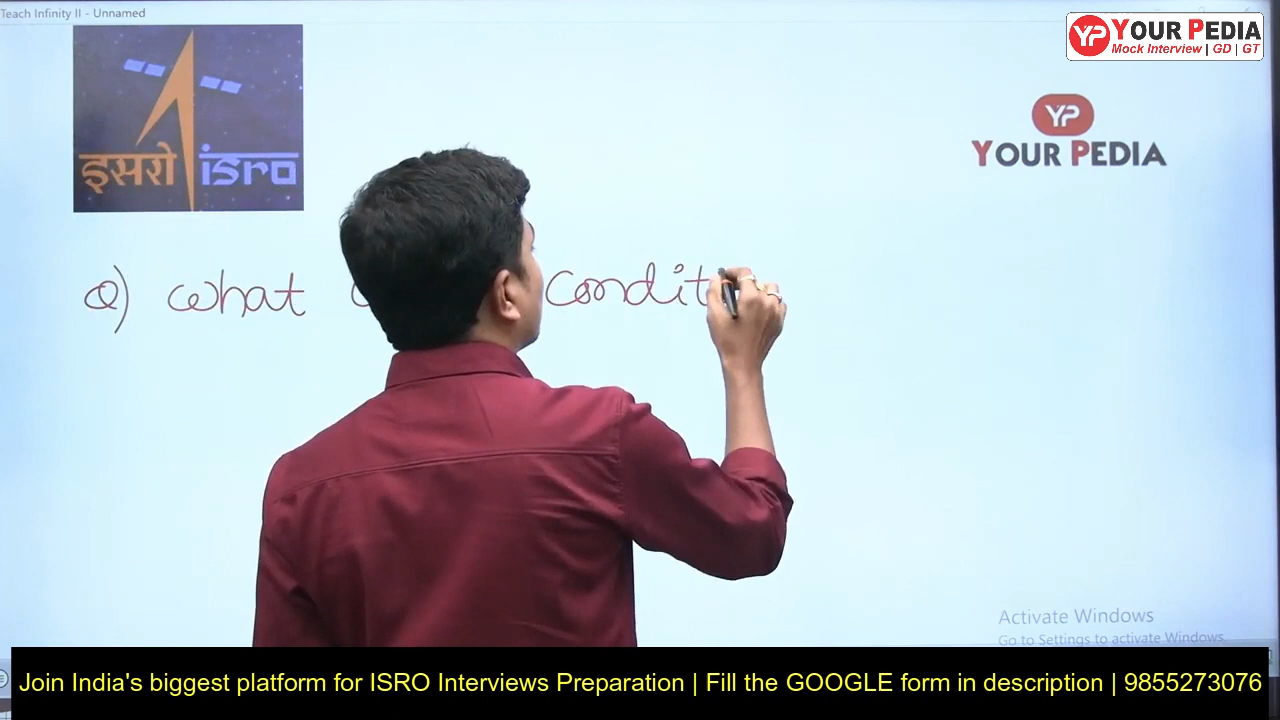 Teach Infinity II - Unnamed
YP YOUR PEDIA
Mock Interview | GD | GT
इसरो isro
YP
YOUR PEDIA
Q) what condit
Activate Windows
Go to Settings to activate Windows.
Join India's biggest platform for ISRO Interviews Preparation | Fill the GOOGLE form in description | 9855273076